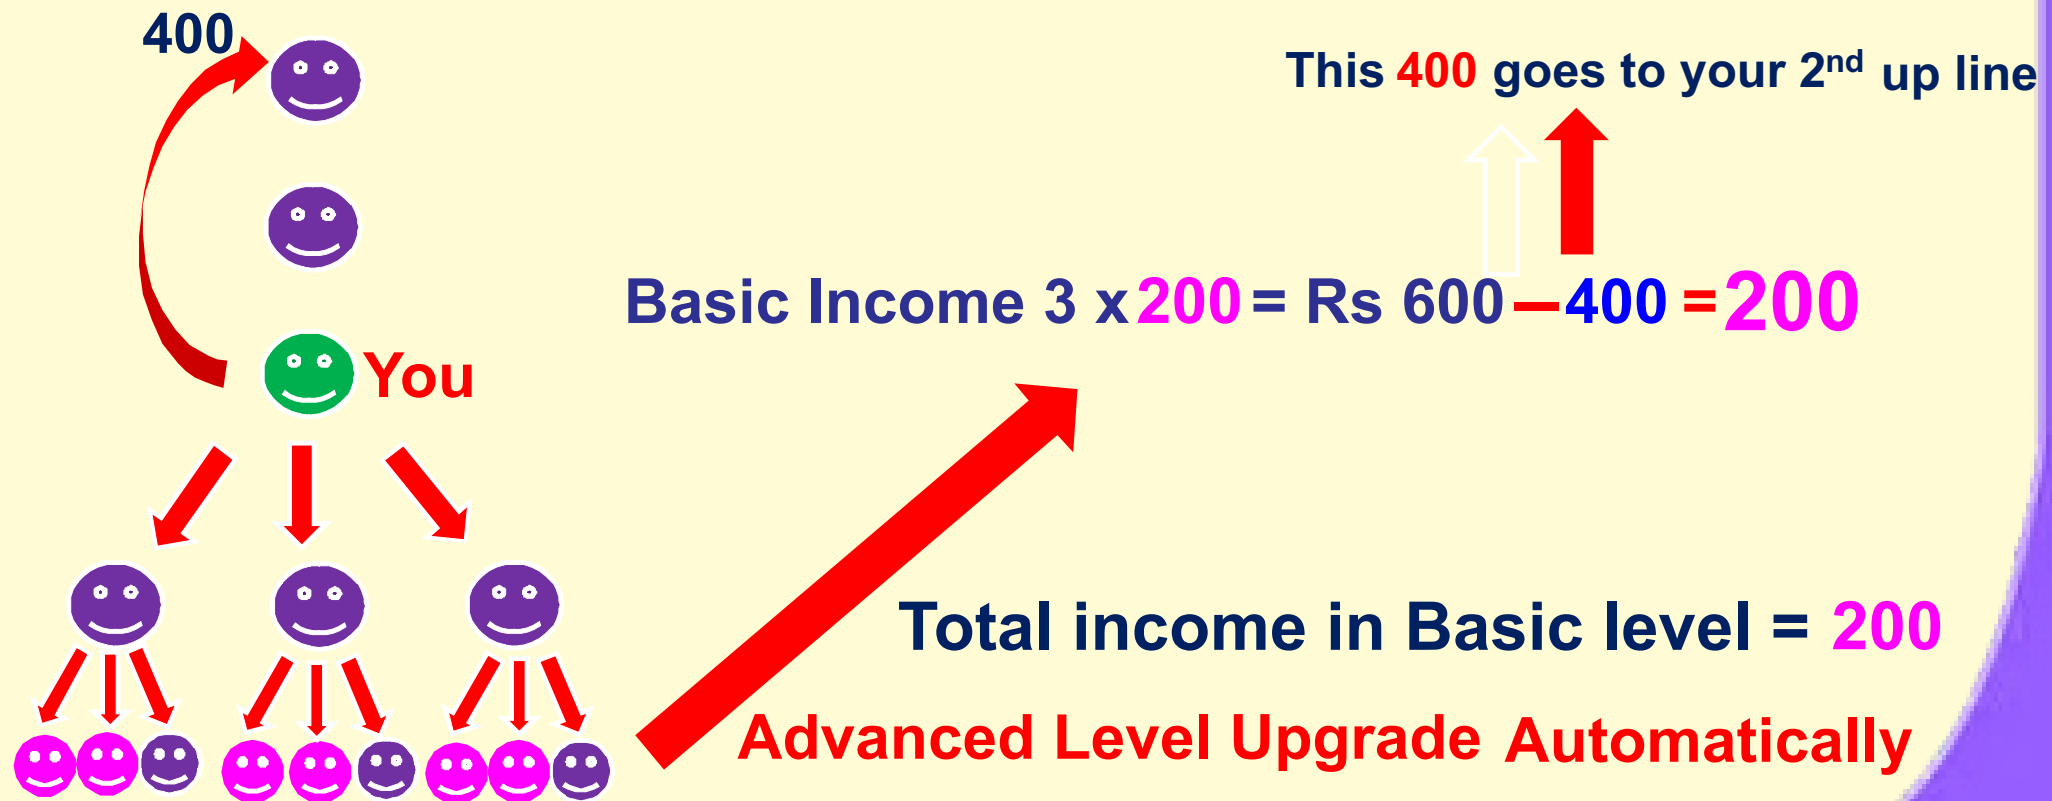 400
This 400 goes to your 2nd up line
Basic Income 3 x 200 = Rs 600 – 400 = 200
You
Total income in Basic level = 200
Advanced Level Upgrade Automatically